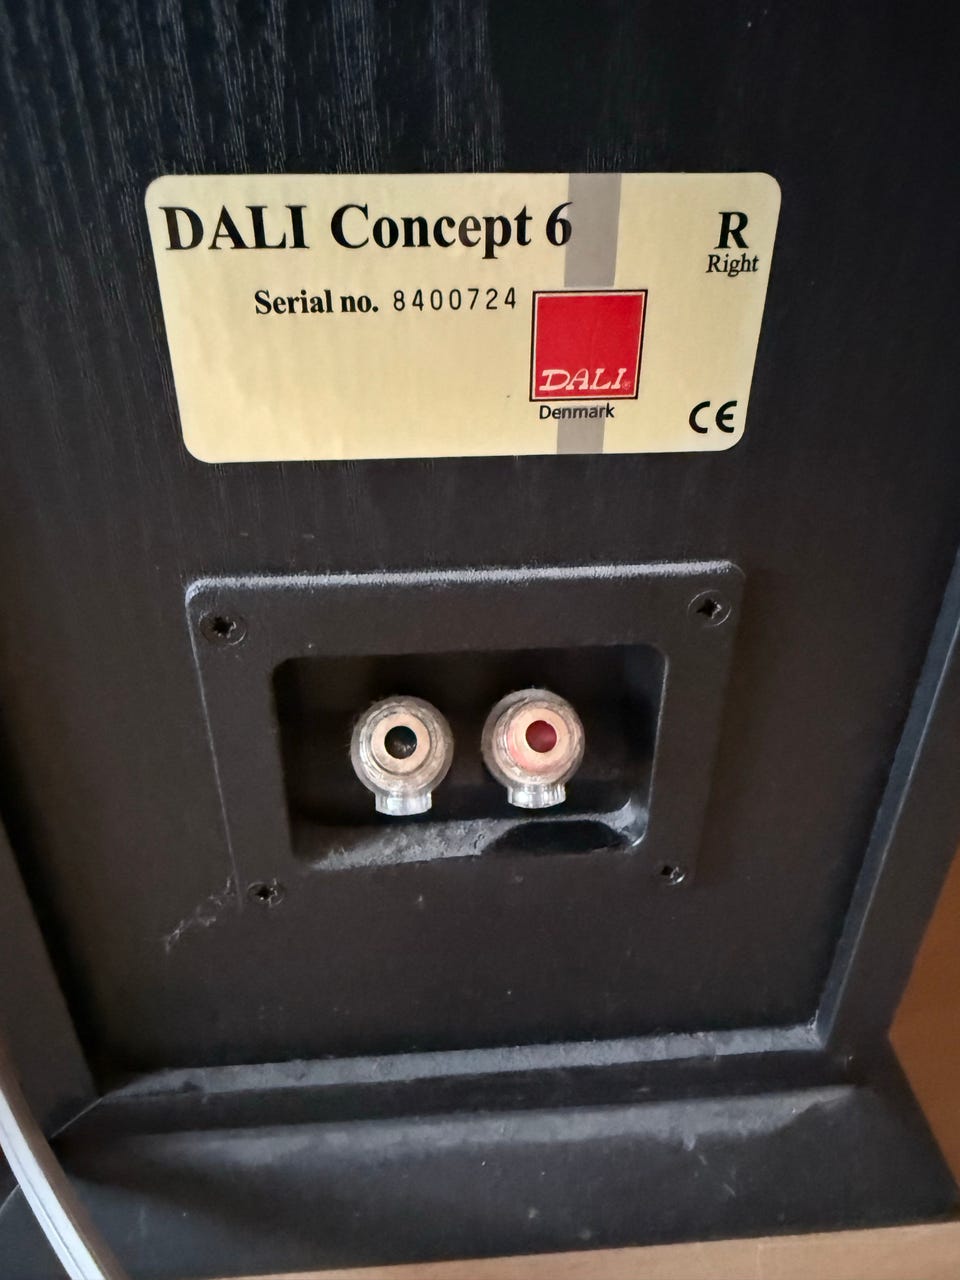 DALI Concept 6
R
Right
Serial no. 8400724
DALI®
Denmark
CE